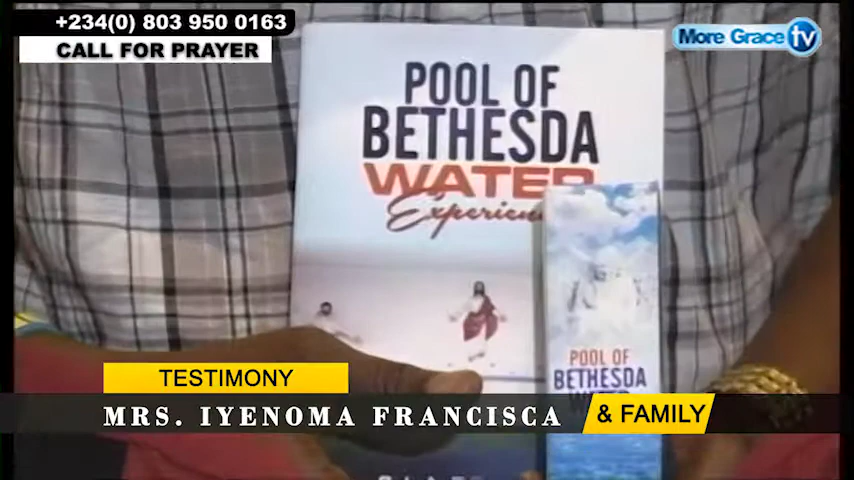 +234(0) 803 950 0163
CALL FOR PRAYER
More Grace tv
POOL OF
BETHESDA
WATER
POOL OF
BETHESDA
TESTIMONY
MRS. IYENOMA FRANCISCA
& FAMILY